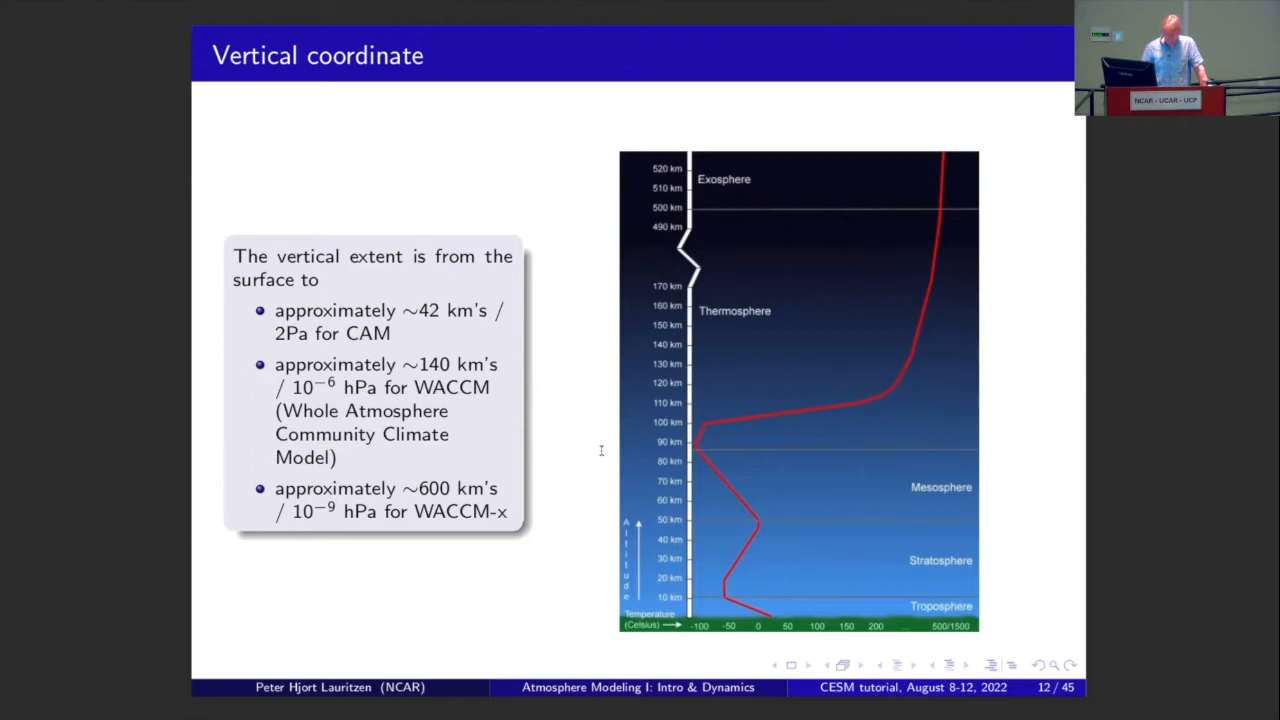 Vertical coordinate
NCAR - UCAR - UCP
The vertical extent is from the
surface to
approximately ∼42 km's /
2Pa for CAM
approximately ∼140 km's
/ 10⁻⁶ hPa for WACCM
(Whole Atmosphere
Community Climate
Model)
approximately ∼600 km's
/ 10⁻⁹ hPa for WACCM-x
520 km
Exosphere
510 km
500 km
490 km
170 km
160 km
Thermosphere
150 km
140 km
130 km
120 km
110 km
100 km
90 km
80 km
70 km
Mesosphere
60 km
50 km
40 km
30 km
Stratosphere
20 km
10 km
Troposphere
Altitude
Temperature
(Celsius)
-100 -50 0 50 100 150 200 ... 500/1500
Peter Hjort Lauritzen (NCAR)
Atmosphere Modeling I: Intro & Dynamics
CESM tutorial, August 8-12, 2022
12 / 45